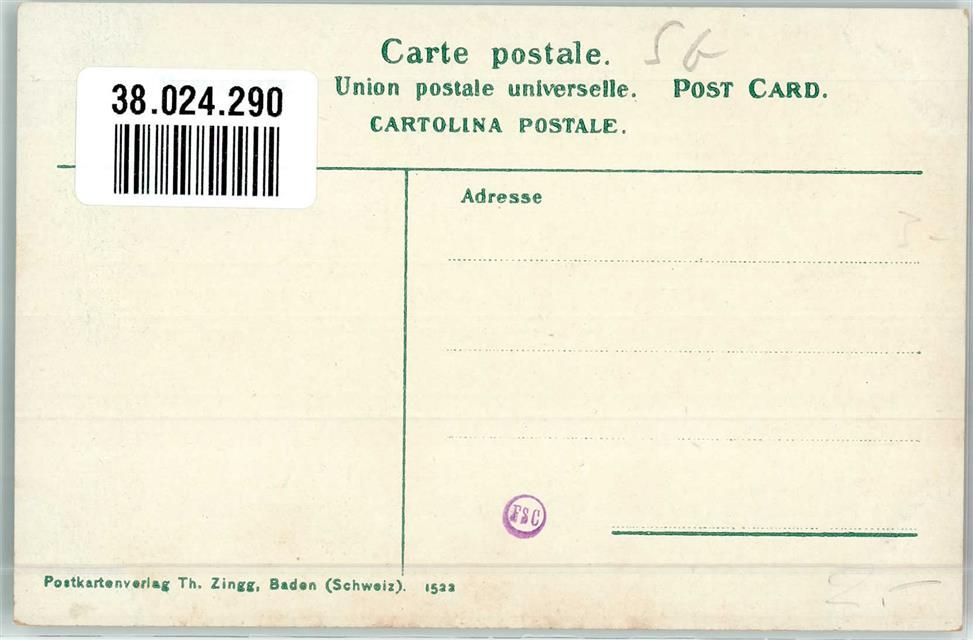 Carte postale.
Union postale universelle. POST CARD.
CARTOLINA POSTALE.
38.024.290
Adresse
FSC
Postkartenverlag Th. Zingg, Baden (Schweiz). 1522